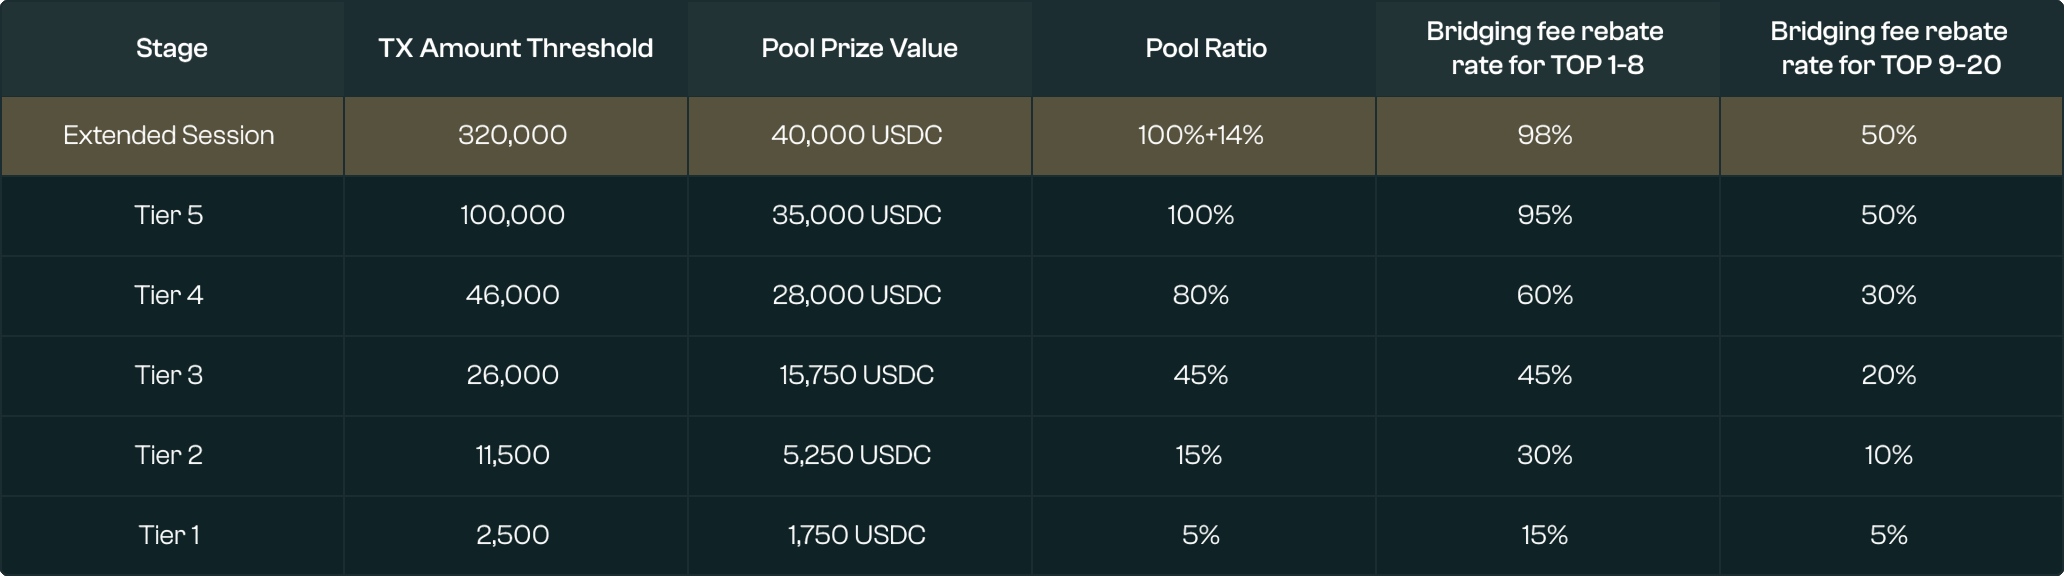 Stage TX Amount Threshold Pool Prize Value Pool Ratio Bridging fee rebate rate for TOP 1-8 Bridging fee rebate rate for TOP 9-20
Extended Session 320,000 40,000 USDC 100%+14% 98% 50%
Tier 5 100,000 35,000 USDC 100% 95% 50%
Tier 4 46,000 28,000 USDC 80% 60% 30%
Tier 3 26,000 15,750 USDC 45% 45% 20%
Tier 2 11,500 5,250 USDC 15% 30% 10%
Tier 1 2,500 1,750 USDC 5% 15% 5%